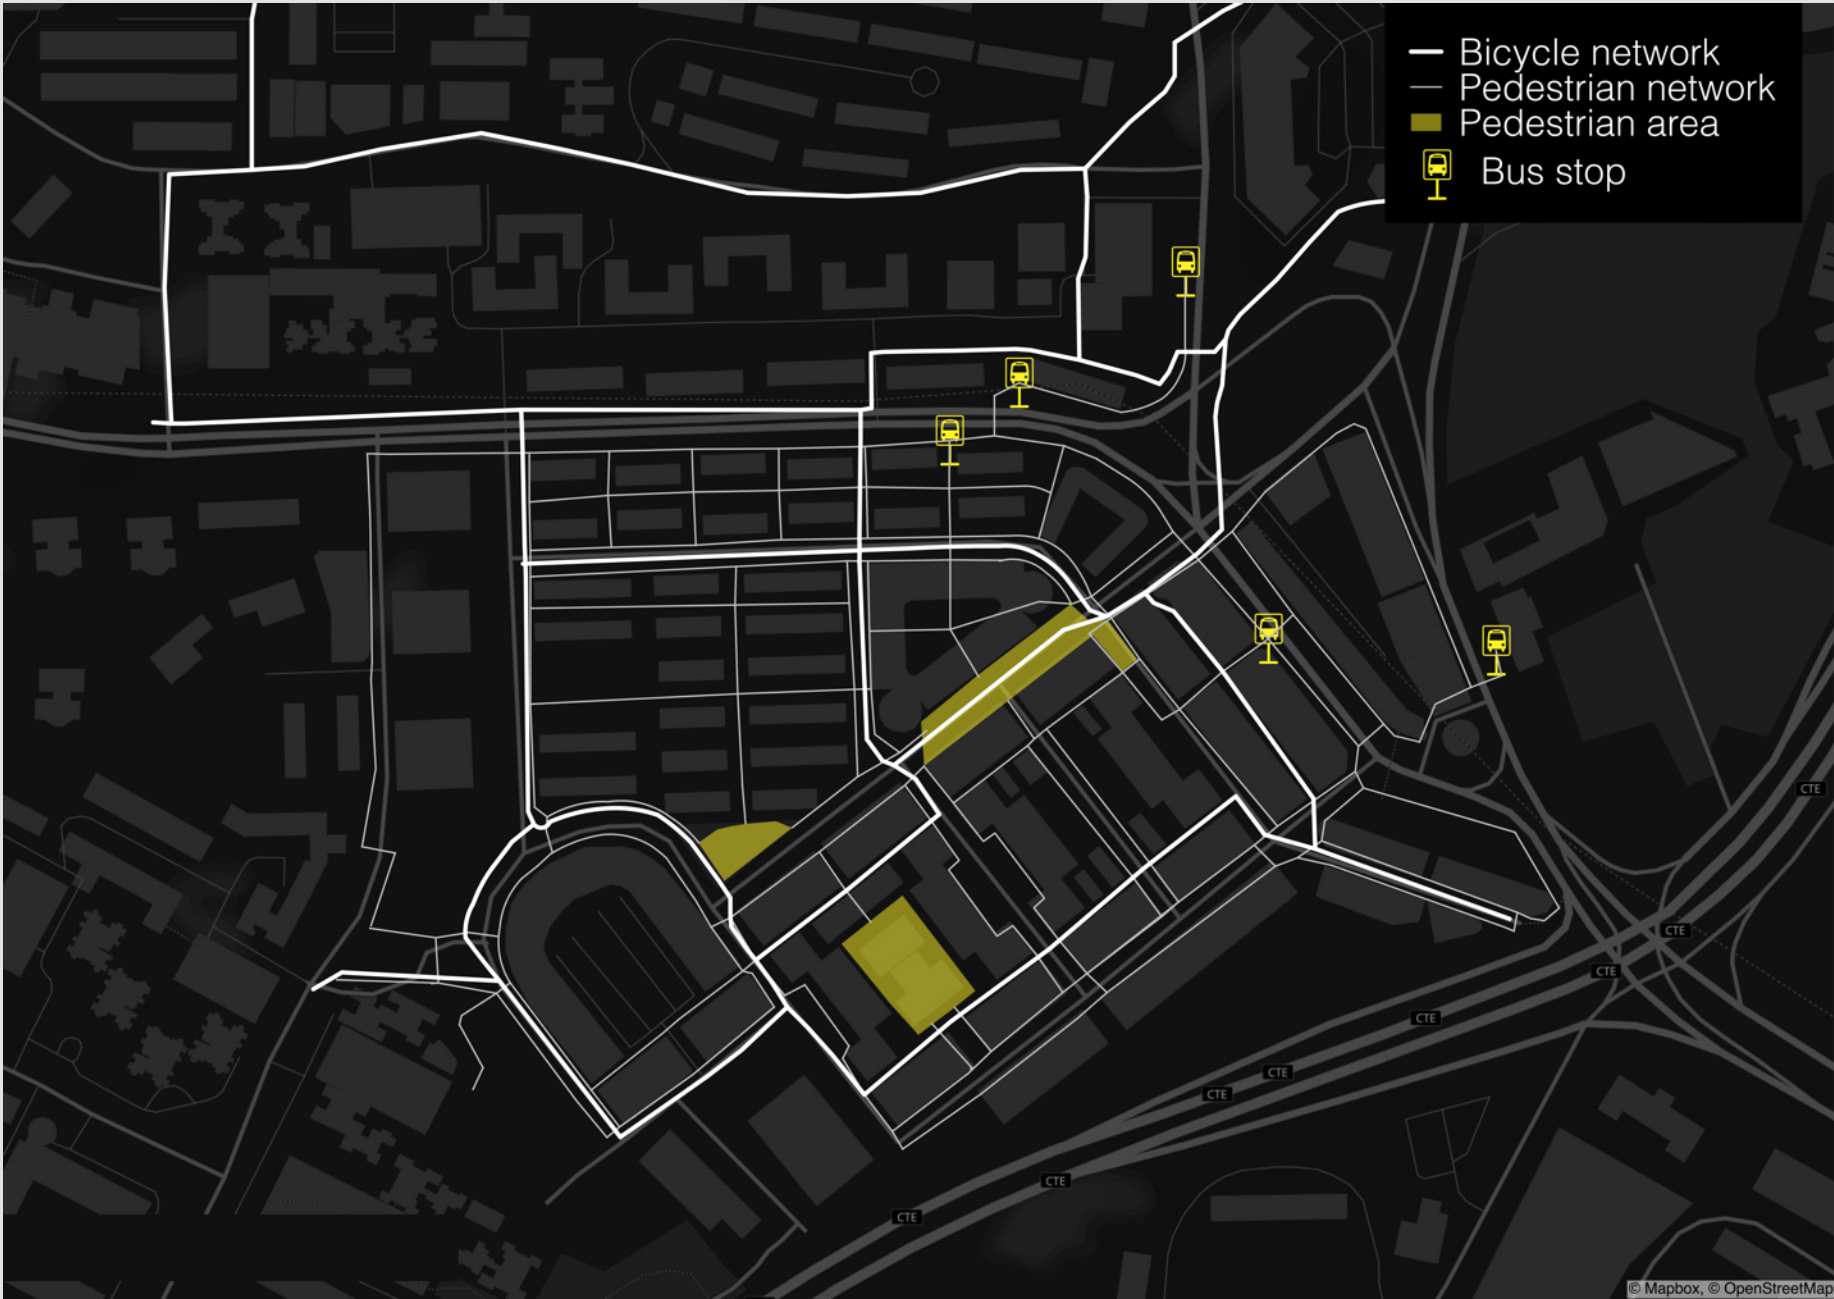 Bicycle network
Pedestrian network
Pedestrian area
Bus stop
CTE
CTE
CTE
CTE
CTE
CTE
CTE
CTE
© Mapbox, © OpenStreetMap